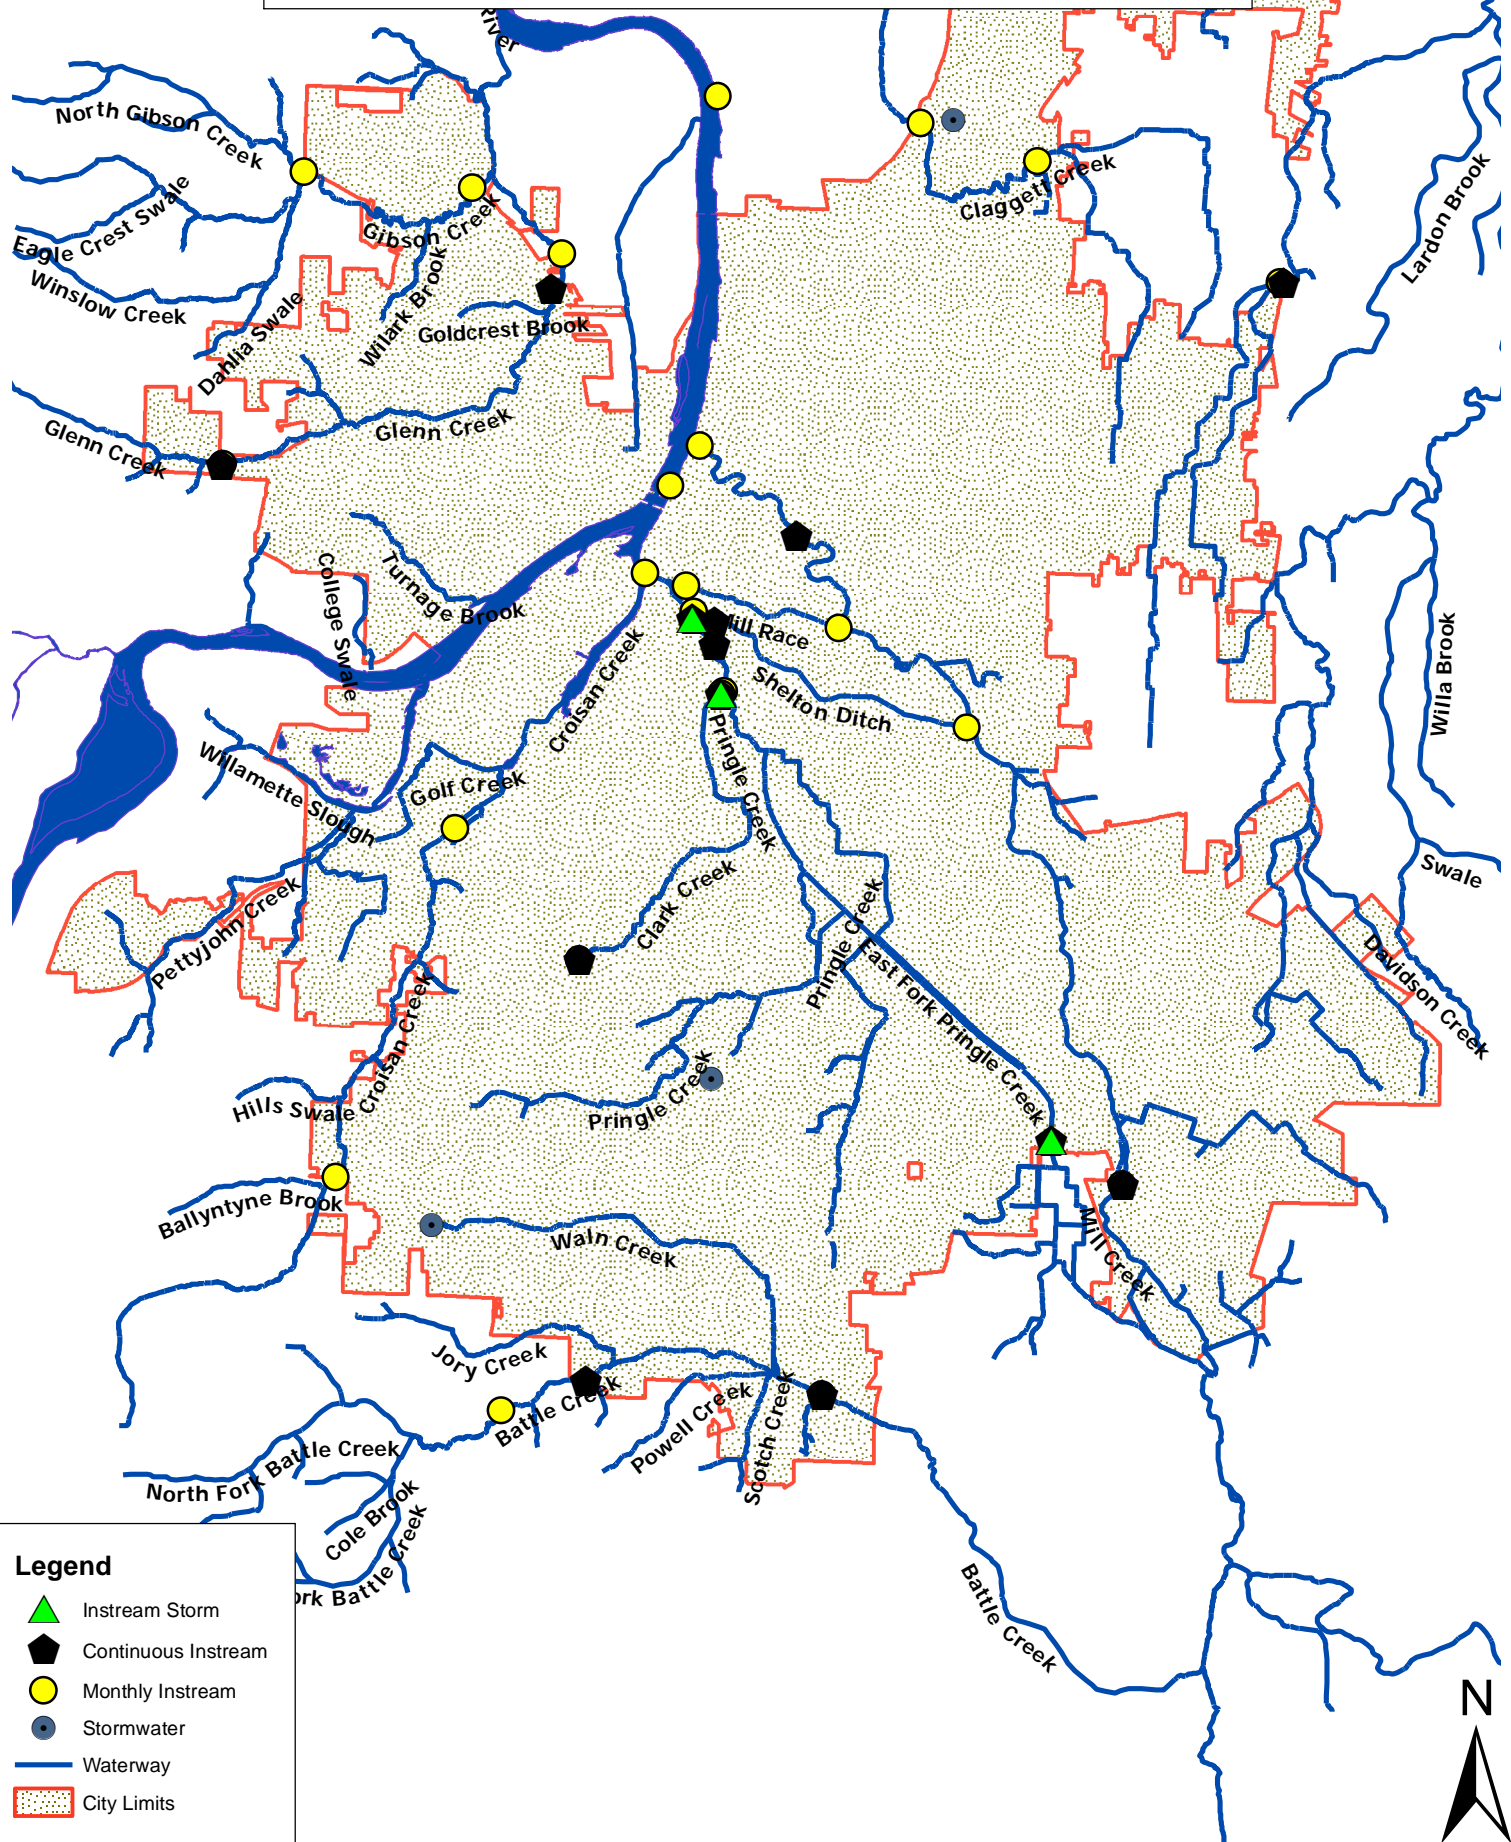 River
North Gibson Creek
Eagle Crest Swale
Winslow Creek
Dahlia Swale
Gibson Creek
Wilark Brook
Goldcrest Brook
Glenn Creek
Glenn Creek
Claggett Creek
Lardon Brook
Turnage Brook
College Swale
Mill Race
Shelton Ditch
Croisan Creek
Willamette Slough
Golf Creek
Pringle Creek
Willa Brook
Swale
Clark Creek
Pettyjohn Creek
Pringle Creek
East Fork Pringle Creek
Davidson Creek
Croisan Creek
Hills Swale
Pringle Creek
Ballyntyne Brook
Waln Creek
Mill Creek
Jory Creek
Battle Creek
Powell Creek
Scotch Creek
North Fork Battle Creek
Cole Brook
ork Battle Creek
Battle Creek
Legend
Instream Storm
Continuous Instream
Monthly Instream
Stormwater
Waterway
City Limits
N